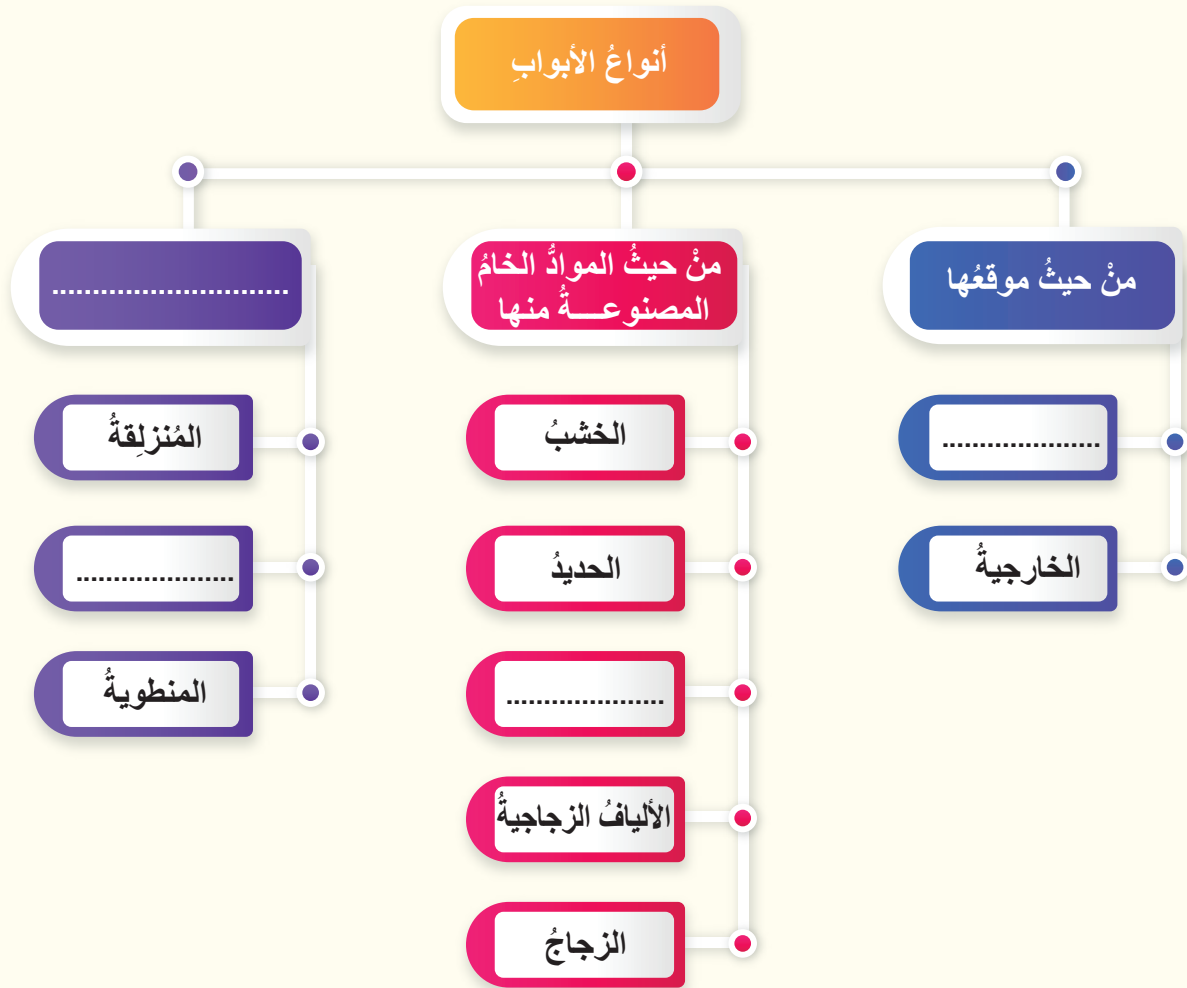 أنواعُ الأبوابِ
منْ حيثُ موقعُها
.....................
الخارجيةُ
منْ حيثُ الموادُّ الخامُ
المصنوعـــةُ منها
الخشبُ
الحديدُ
.....................
الأليافُ الزجاجيةُ
الزجاجُ
.............................
المُنزلِقةُ
.....................
المنطويةُ